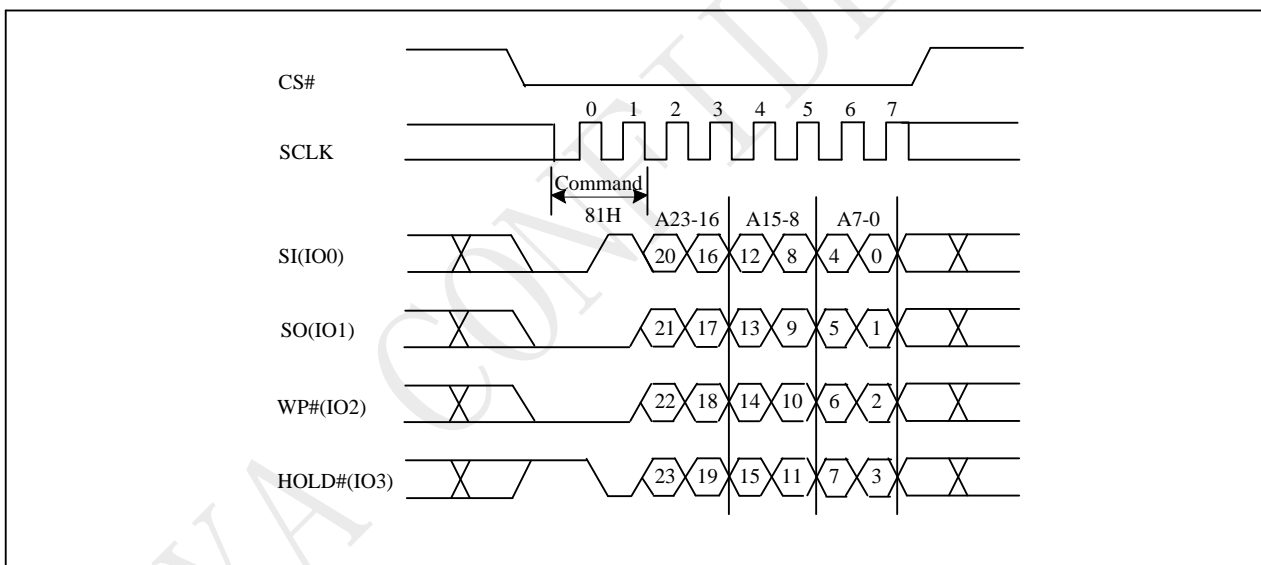 CS#
0 1 2 3 4 5 6 7
SCLK
Command
81H
A23-16 A15-8 A7-0
SI(IO0) 20 16 12 8 4 0
SO(IO1) 21 17 13 9 5 1
WP#(IO2) 22 18 14 10 6 2
HOLD#(IO3) 23 19 15 11 7 3